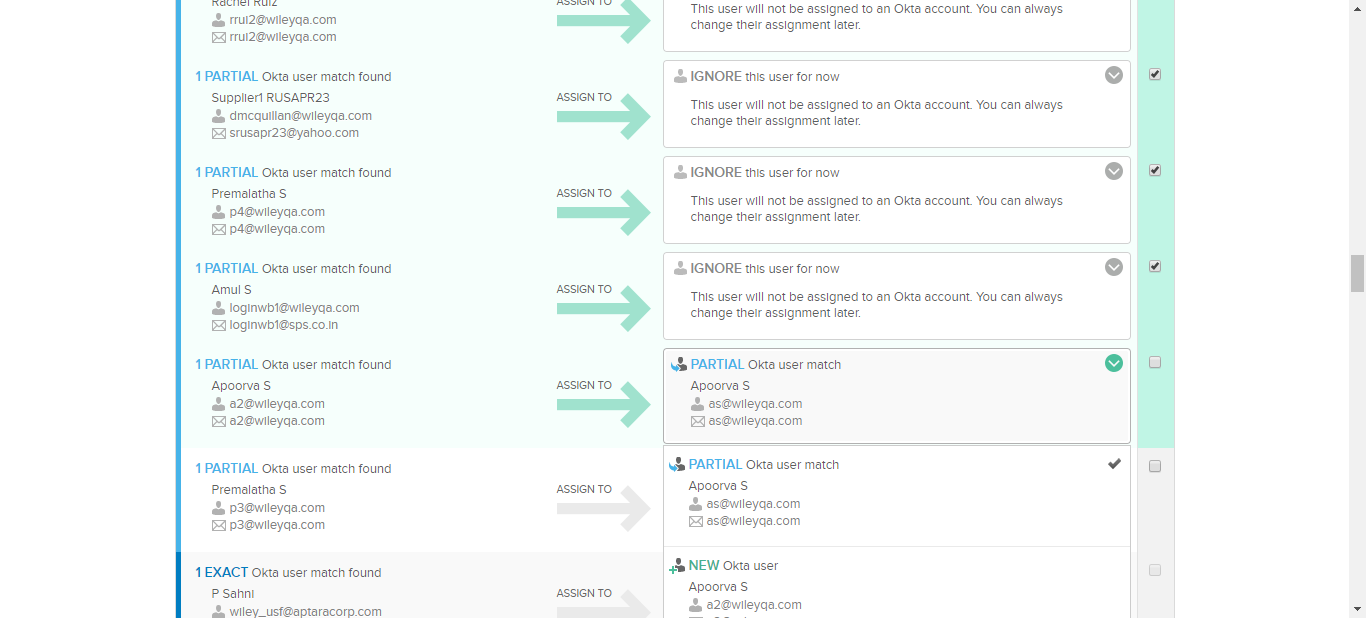 Rachel Ruiz
rrui2@wileyqa.com
rrui2@wileyqa.com
ASSIGN TO
This user will not be assigned to an Okta account. You can always
change their assignment later.
1 PARTIAL Okta user match found
Supplier1 RUSAPR23
dmcquillan@wileyqa.com
srusapr23@yahoo.com
ASSIGN TO
IGNORE this user for now
This user will not be assigned to an Okta account. You can always
change their assignment later.
1 PARTIAL Okta user match found
Premalatha S
p4@wileyqa.com
p4@wileyqa.com
ASSIGN TO
IGNORE this user for now
This user will not be assigned to an Okta account. You can always
change their assignment later.
1 PARTIAL Okta user match found
Amul S
loginwb1@wileyqa.com
loginwb1@sps.co.in
ASSIGN TO
IGNORE this user for now
This user will not be assigned to an Okta account. You can always
change their assignment later.
1 PARTIAL Okta user match found
Apoorva S
a2@wileyqa.com
a2@wileyqa.com
ASSIGN TO
PARTIAL Okta user match
Apoorva S
as@wileyqa.com
as@wileyqa.com
1 PARTIAL Okta user match found
Premalatha S
p3@wileyqa.com
p3@wileyqa.com
ASSIGN TO
PARTIAL Okta user match
Apoorva S
as@wileyqa.com
as@wileyqa.com
1 EXACT Okta user match found
P Sahni
wiley_usf@aptaracorp.com
ASSIGN TO
NEW Okta user
Apoorva S
a2@wileyqa.com